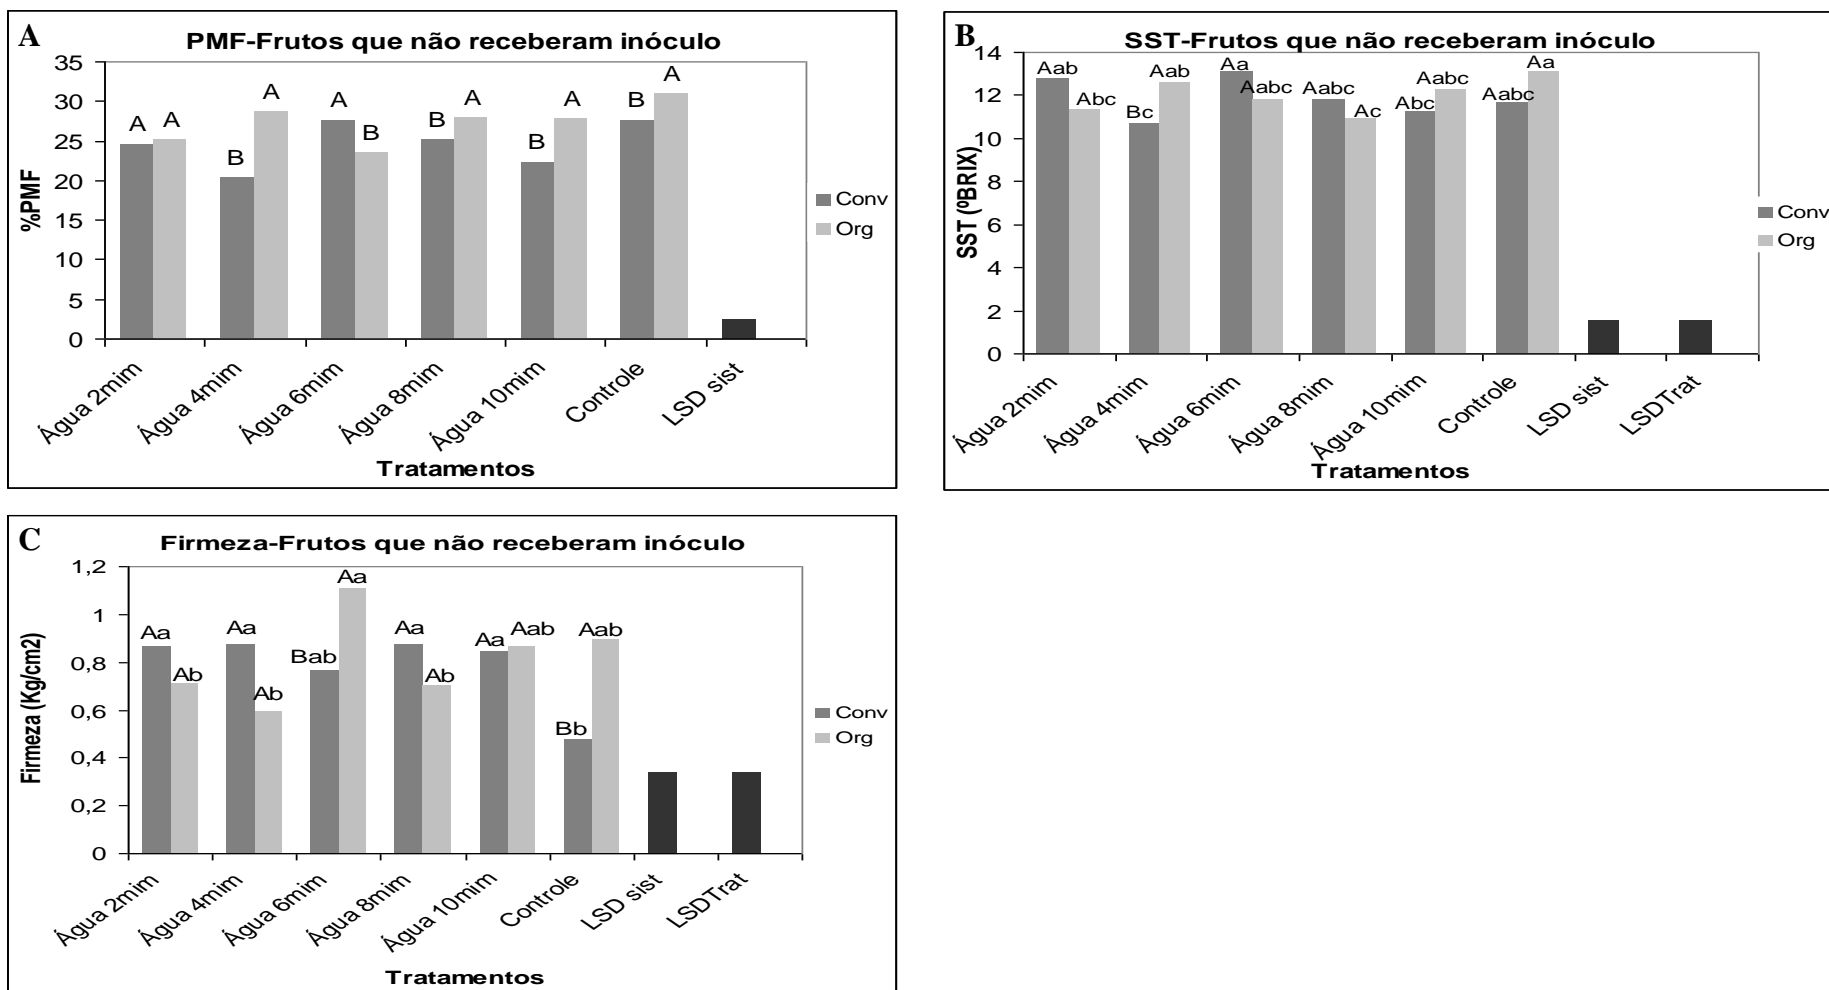 A
PMF-Frutos que não receberam inóculo
35
30
25
20
15
10
5
0
%PMF
A A
B A
A B
B A
B A
B A
Conv
Org
Água 2mim
Água 4mim
Água 6mim
Água 8mim
Água 10mim
Controle
LSD sist
Tratamentos
B
SST-Frutos que não receberam inóculo
14
12
10
8
6
4
2
0
SST (ºBRIX)
Aab Abc
Bc Aab
Aa Aabc
Aabc Ac
Abc Aabc
Aabc Aa
Conv
Org
Água 2mim
Água 4mim
Água 6mim
Água 8mim
Água 10mim
Controle
LSD sist
LSDTrat
Tratamentos
C
Firmeza-Frutos que não receberam inóculo
1,2
1
0,8
0,6
0,4
0,2
0
Firmeza (Kg/cm2)
Aa Ab
Aa Ab
Bab Aa
Aa Ab
Aa Aab
Bb Aab
Conv
Org
Água 2mim
Água 4mim
Água 6mim
Água 8mim
Água 10mim
Controle
LSD sist
LSDTrat
Tratamentos